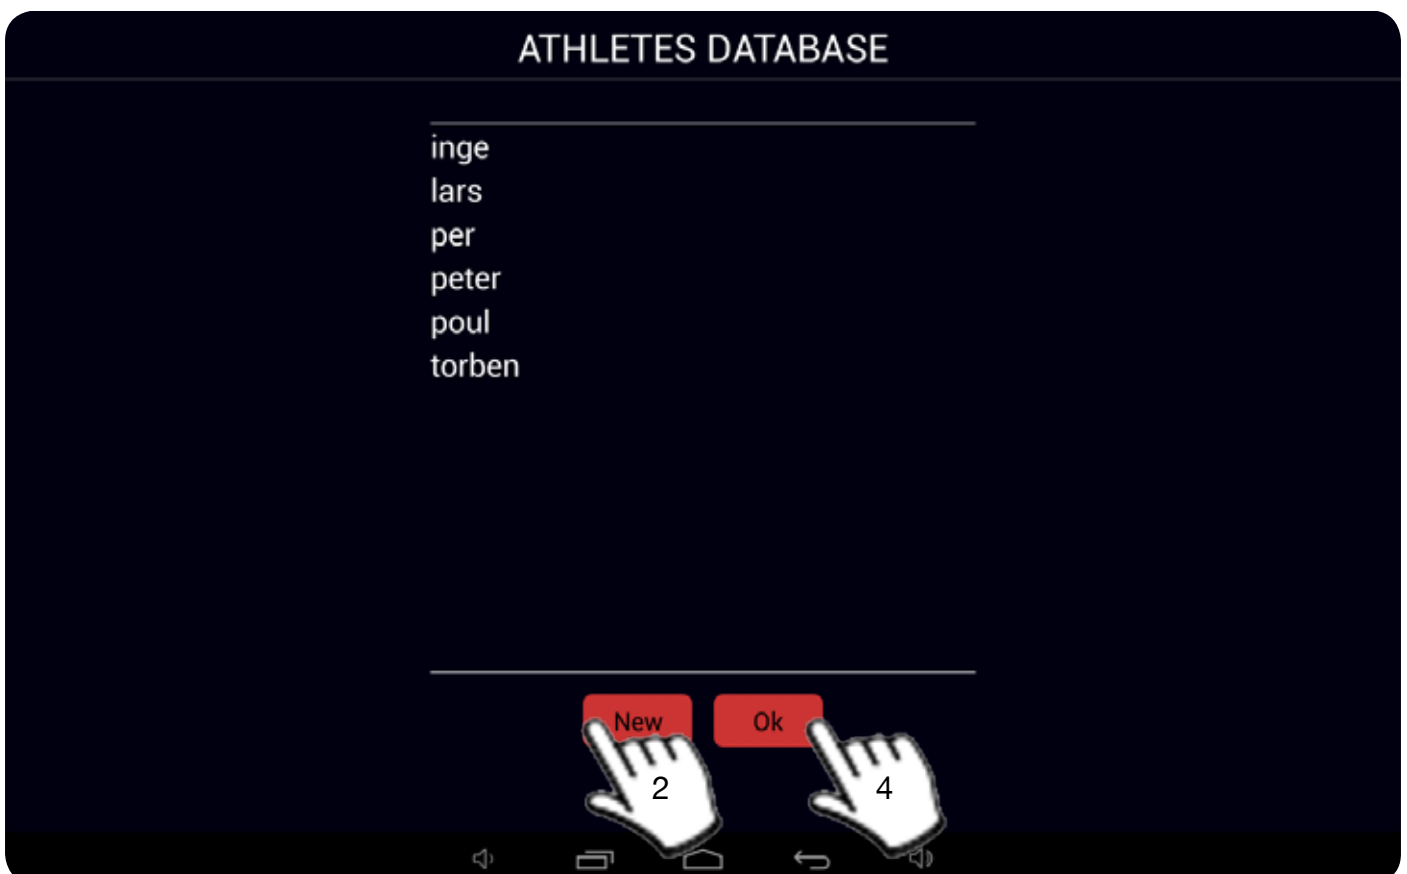 ATHLETES DATABASE
inge
lars
per
peter
poul
torben
New Ok
2 4